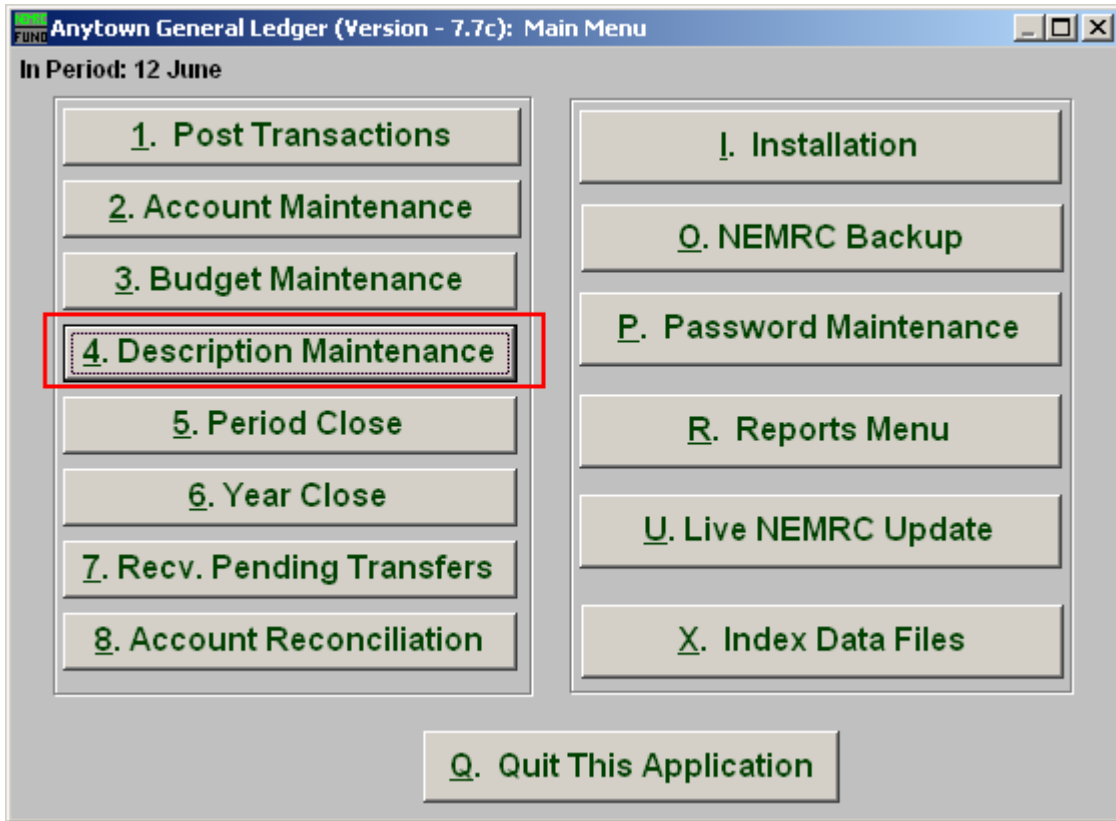 NEMRC
FUND
Anytown General Ledger (Version - 7.7c): Main Menu
In Period: 12 June
1. Post Transactions
2. Account Maintenance
3. Budget Maintenance
4. Description Maintenance
5. Period Close
6. Year Close
7. Recv. Pending Transfers
8. Account Reconciliation
I. Installation
O. NEMRC Backup
P. Password Maintenance
R. Reports Menu
U. Live NEMRC Update
X. Index Data Files
Q. Quit This Application